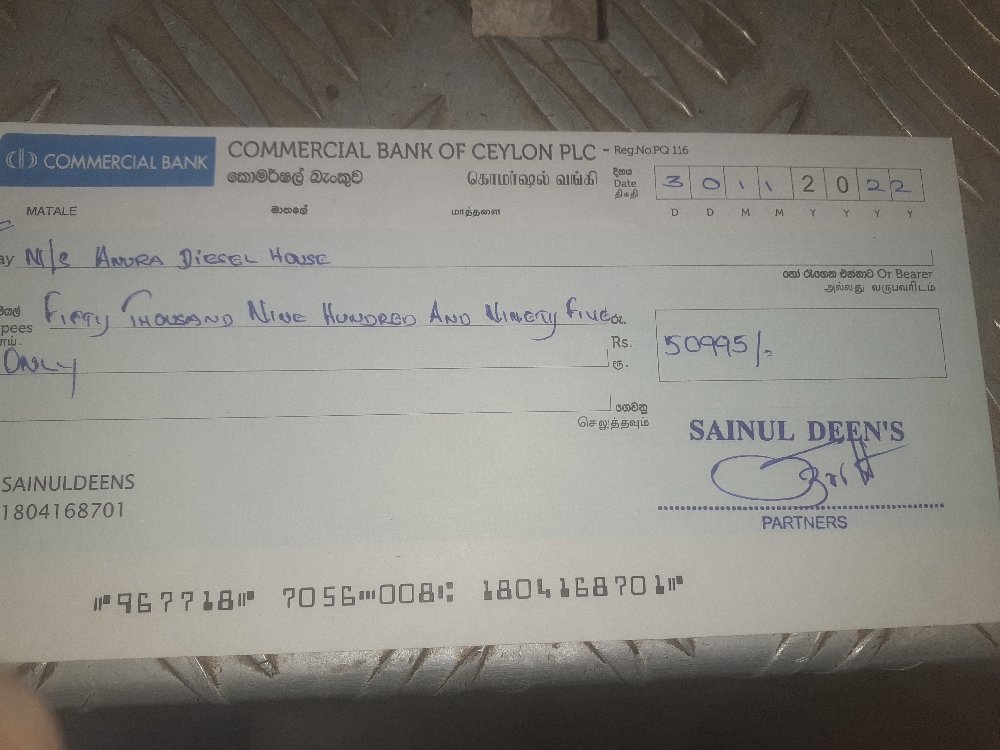 COMMERCIAL BANK
COMMERCIAL BANK OF CEYLON PLC - Reg.No.PQ 116
කොමර්ෂල් බැංකුව கொமர்ஷல் வங்கி
දිනය
Date
திகதி
3 0 1 1 2 0 2 2
D D M M Y Y Y Y
MATALE මාතලේ மாத்தளை
ay M/s ANURA DIESEL HOUSE
හෝ රැගෙන එන්නාට Or Bearer
அல்லது வருபவரிடம்
pees FIFTY THOUSAND NINE HUNDRED AND NINETY FIVE
ONLY
රු.
Rs.
ரூ.
50995/-
ගෙවනු
செலுத்தவும்
SAINUL DEEN'S
SAINULDEENS
1804168701
PARTNERS
⑈967718⑈ 7056⑉008⑆ 1804168701⑈